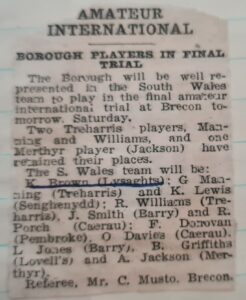 AMATEUR
INTERNATIONAL
BOROUGH PLAYERS IN FINAL
TRIAL
The Borough will be well re-
presented in the South Wales
team to play in the final amateur
international trial at Brecon to-
morrow. Saturday.
Two Treharris players, Man-
ning and Williams, and one
Merthyr player (Jackson) have
retained their places.
The S. Wales team will be:
K. Brown (Lysaghts); G Man-
ning (Treharris) and K. Lewis
(Senghenydd); R. Williams (Tre-
harris), J. Smith (Barry) and R.
Porch (Caerau); F. Donovan
(Pembroke) O Davies (Caerau),
L Jones (Barry), B. Griffiths
(Lovell's) and A. Jackson (Mer-
thyr).
Referee, Mr. C. Musto, Brecon.